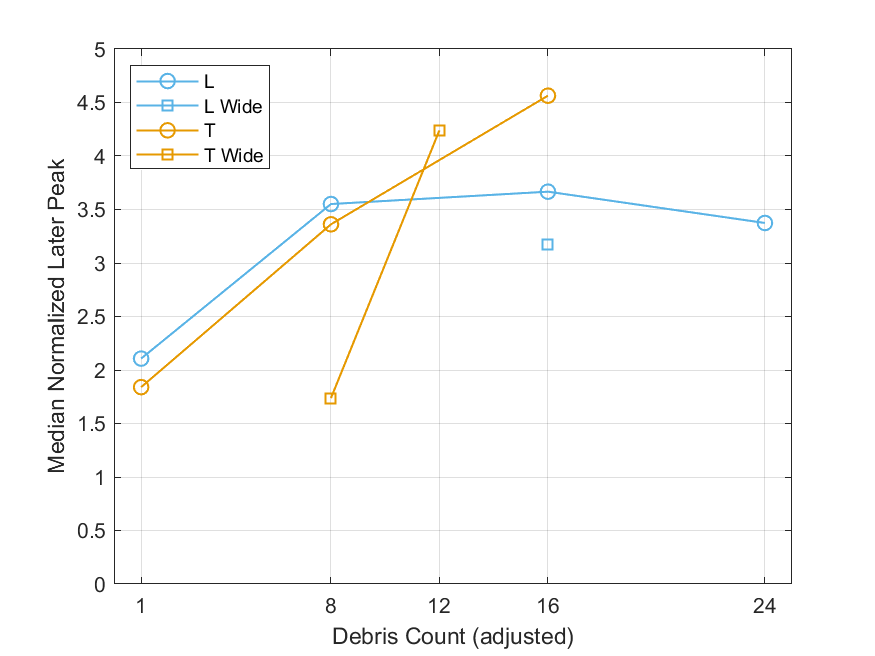 5
4.5
4
3.5
3
2.5
2
1.5
1
0.5
0
Median Normalized Later Peak
L
L Wide
T
T Wide
1 8 12 16 24
Debris Count (adjusted)